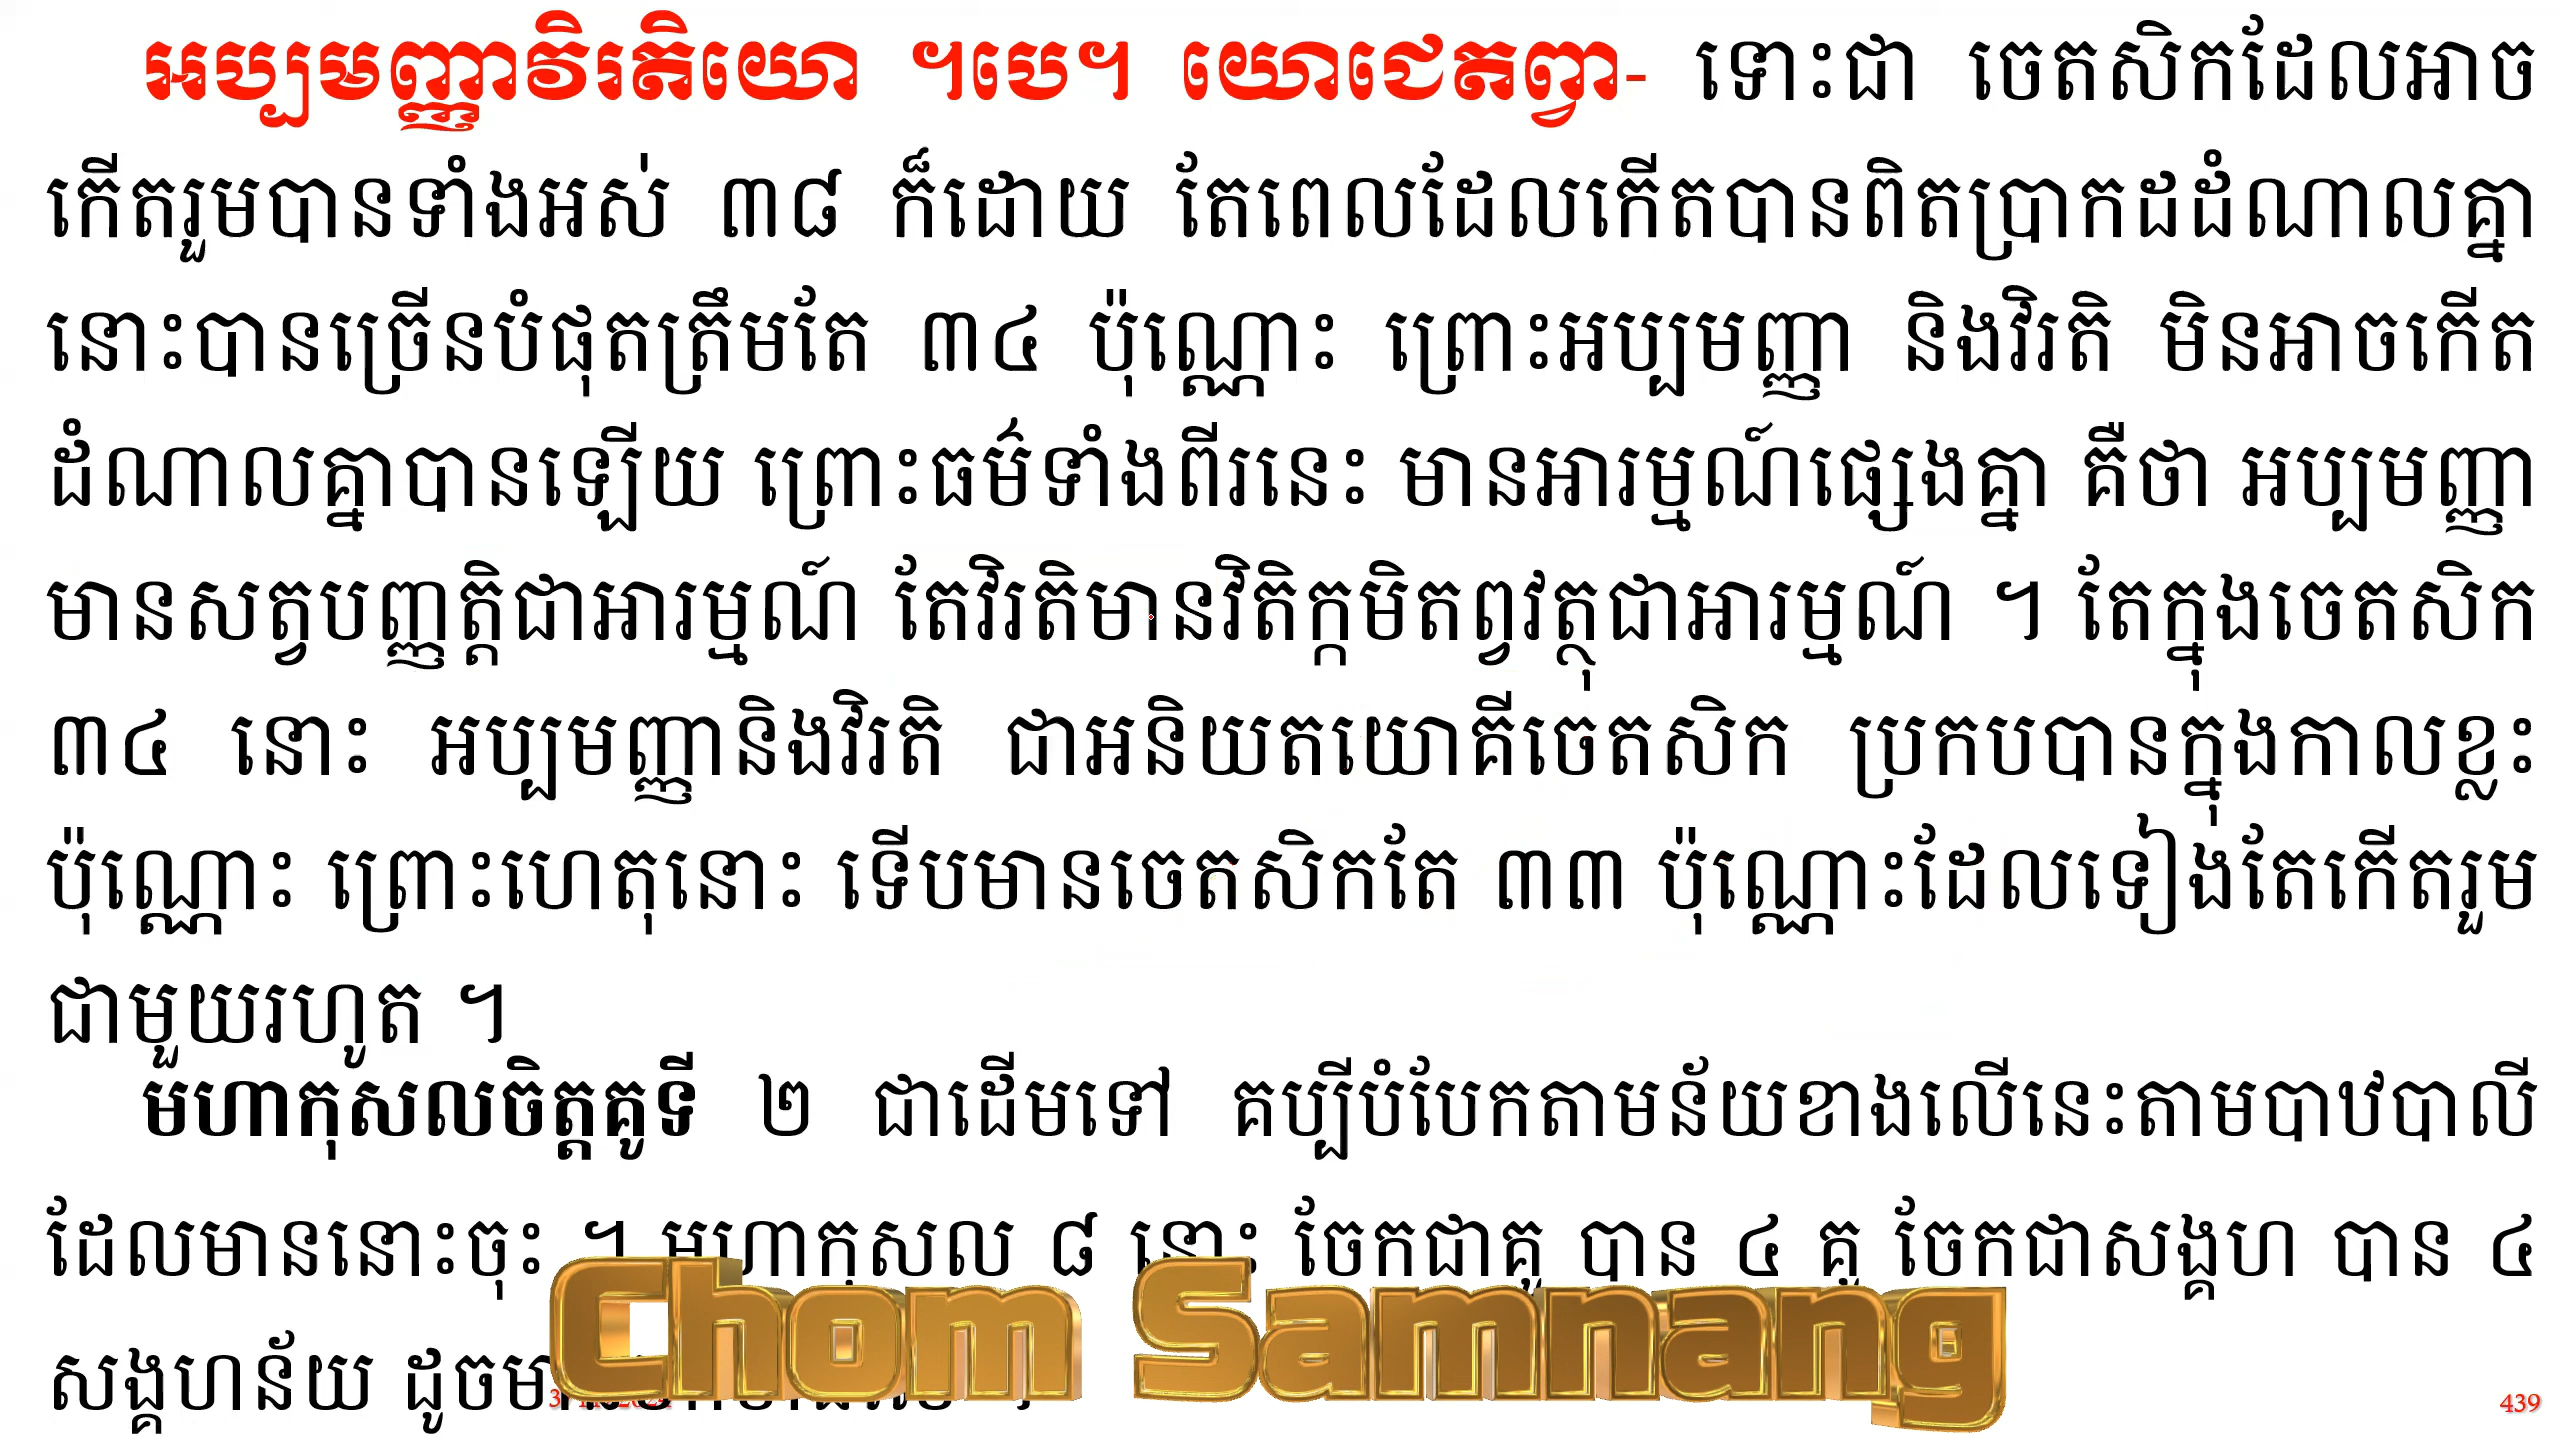 អប្បមញ្ញាវិរតិយោ ។បេ។ យោជេតព្វា- ទោះជា ចេតសិកដែលអាច
កើតរួមបានទាំងអស់ ៣៨ ក៏ដោយ តែពេលដែលកើតបានពិតប្រាកដដំណាលគ្នា
នោះបានច្រើនបំផុតត្រឹមតែ ៣៤ ប៉ុណ្ណោះ ព្រោះអប្បមញ្ញា និងវិរតិ មិនអាចកើត
ដំណាលគ្នាបានឡើយ ព្រោះធម៌ទាំងពីរនេះ មានអារម្មណ៍ផ្សេងគ្នា គឺថា អប្បមញ្ញា
មានសត្វបញ្ញត្តិជាអារម្មណ៍ តែវិរតិមានវិតិក្កមិតព្វវត្ថុជាអារម្មណ៍ ។ តែក្នុងចេតសិក
៣៤ នោះ អប្បមញ្ញានិងវិរតិ ជាអនិយតយោគីចេតសិក ប្រកបបានក្នុងកាលខ្លះ
ប៉ុណ្ណោះ ព្រោះហេតុនោះ ទើបមានចេតសិកតែ ៣៣ ប៉ុណ្ណោះដែលទៀងតែកើតរួម
ជាមួយរហូត ។
មហាកុសលចិត្តគូទី ២ ជាដើមទៅ គប្បីបំបែកតាមន័យខាងលើនេះតាមបាឋបាលី
ដែលមាននោះចុះ ។ មហាកុសល ៨ នោះ ចែកជាគូ បាន ៤ គូ ចែកជាសង្គហ បាន ៤
សង្គហន័យ
Chom Samnang
439